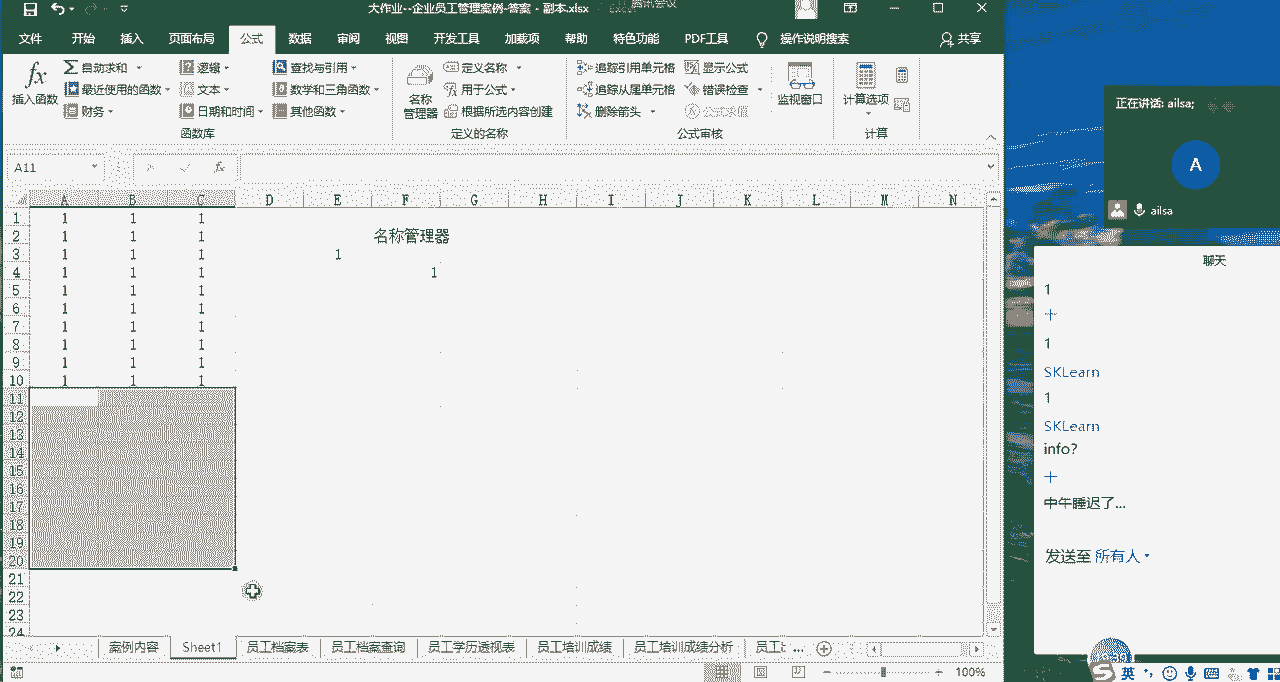 大作业--企业员工管理案例-答案 - 副本.xlsx - Excel
腾讯会议
文件 开始 插入 页面布局 公式 数据 审阅 视图 开发工具 加载项 帮助 特色功能 PDF工具 操作说明搜索 共享
fx 插入函数
Σ 自动求和
最近使用的函数
财务
逻辑
文本
日期和时间
查找与引用
数学和三角函数
其他函数
函数库
名称管理器
定义名称
用于公式
根据所选内容创建
定义的名称
追踪引用单元格
追踪从属单元格
删除箭头
显示公式
错误检查
公式求值
公式审核
监视窗口
计算选项
计算
A11 fx
A B C D E F G H I J K L M N
1 1 1 1
2 1 1 1 名称管理器
3 1 1 1 1
4 1 1 1 1
5 1 1 1
6 1 1 1
7 1 1 1
8 1 1 1
9 1 1 1
10 1 1 1
11
12
13
14
15
16
17
18
19
20
21
22
23
24
案例内容 Sheet1 员工档案表 员工档案查询 员工学历透视表 员工培训成绩 员工培训成绩分析 ...
100%
正在讲话: ailsa;
A
ailsa
聊天
1
十
1
SKLearn
1
SKLearn
info?
十
中午睡迟了...
发送至 所有人
英